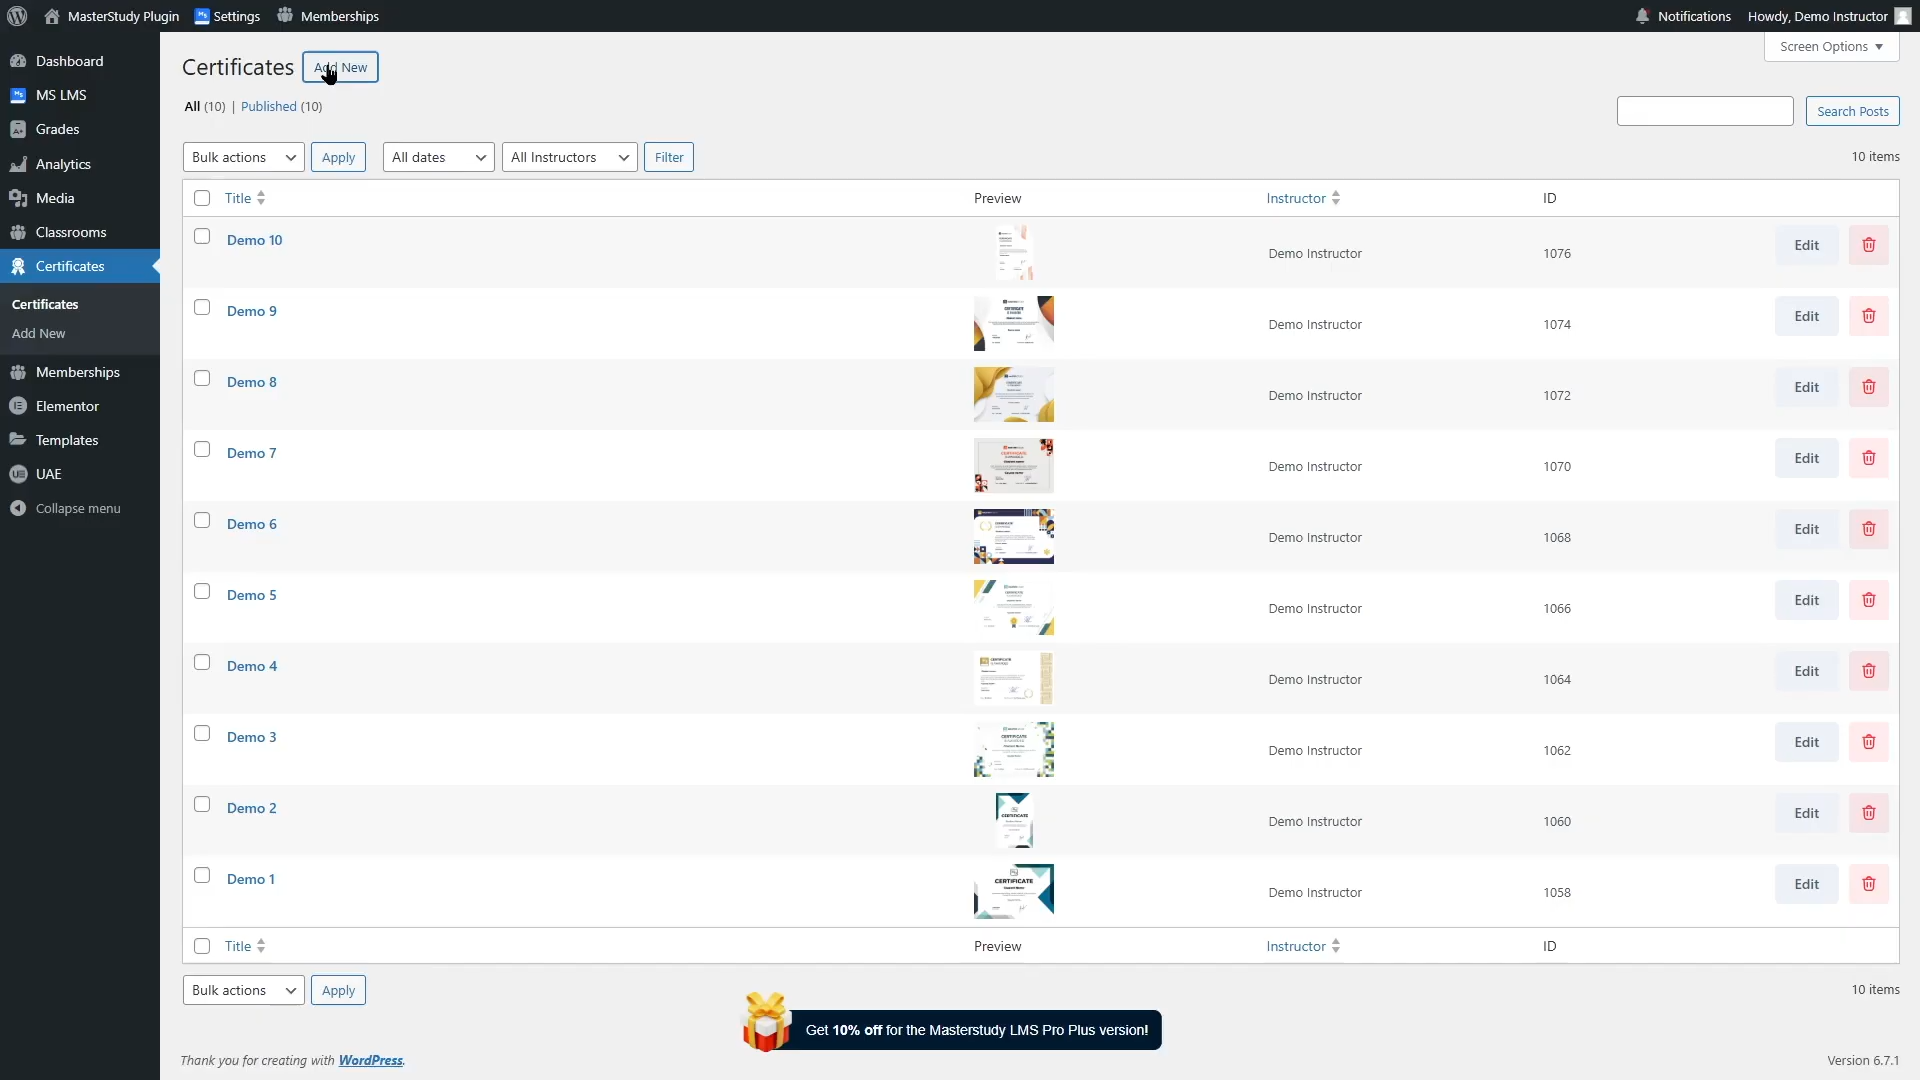 MasterStudy Plugin
Settings
Memberships
Notifications
Howdy, Demo Instructor
Dashboard
MS LMS
Grades
Analytics
Media
Classrooms
Certificates
Certificates
Add New
Memberships
Elementor
Templates
UAE
Collapse menu
Certificates
Add New
Screen Options
All (10) | Published (10)
Search Posts
Bulk actions
Apply
All dates
All Instructors
Filter
10 items
Title
Preview
Instructor
ID
Demo 10
Demo Instructor
1076
Edit
Demo 9
Demo Instructor
1074
Edit
Demo 8
Demo Instructor
1072
Edit
Demo 7
Demo Instructor
1070
Edit
Demo 6
Demo Instructor
1068
Edit
Demo 5
Demo Instructor
1066
Edit
Demo 4
Demo Instructor
1064
Edit
Demo 3
Demo Instructor
1062
Edit
Demo 2
CERTIFICATE
Demo Instructor
1060
Edit
Demo 1
CERTIFICATE
Demo Instructor
1058
Edit
Title
Preview
Instructor
ID
Bulk actions
Apply
10 items
Get 10% off for the Masterstudy LMS Pro Plus version!
Thank you for creating with WordPress.
Version 6.7.1